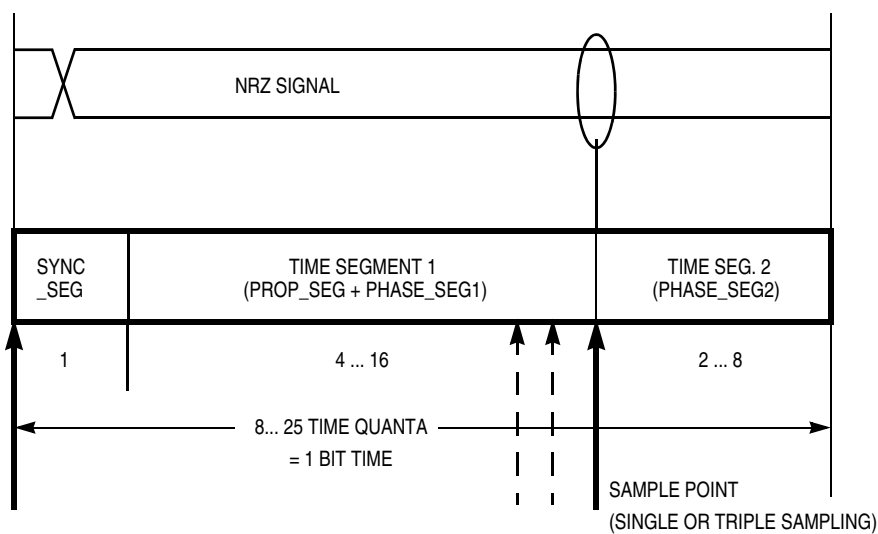 NRZ SIGNAL
SYNC
_SEG
TIME SEGMENT 1
(PROP_SEG + PHASE_SEG1)
TIME SEG. 2
(PHASE_SEG2)
1
4 ... 16
2 ... 8
8... 25 TIME QUANTA
= 1 BIT TIME
SAMPLE POINT
(SINGLE OR TRIPLE SAMPLING)